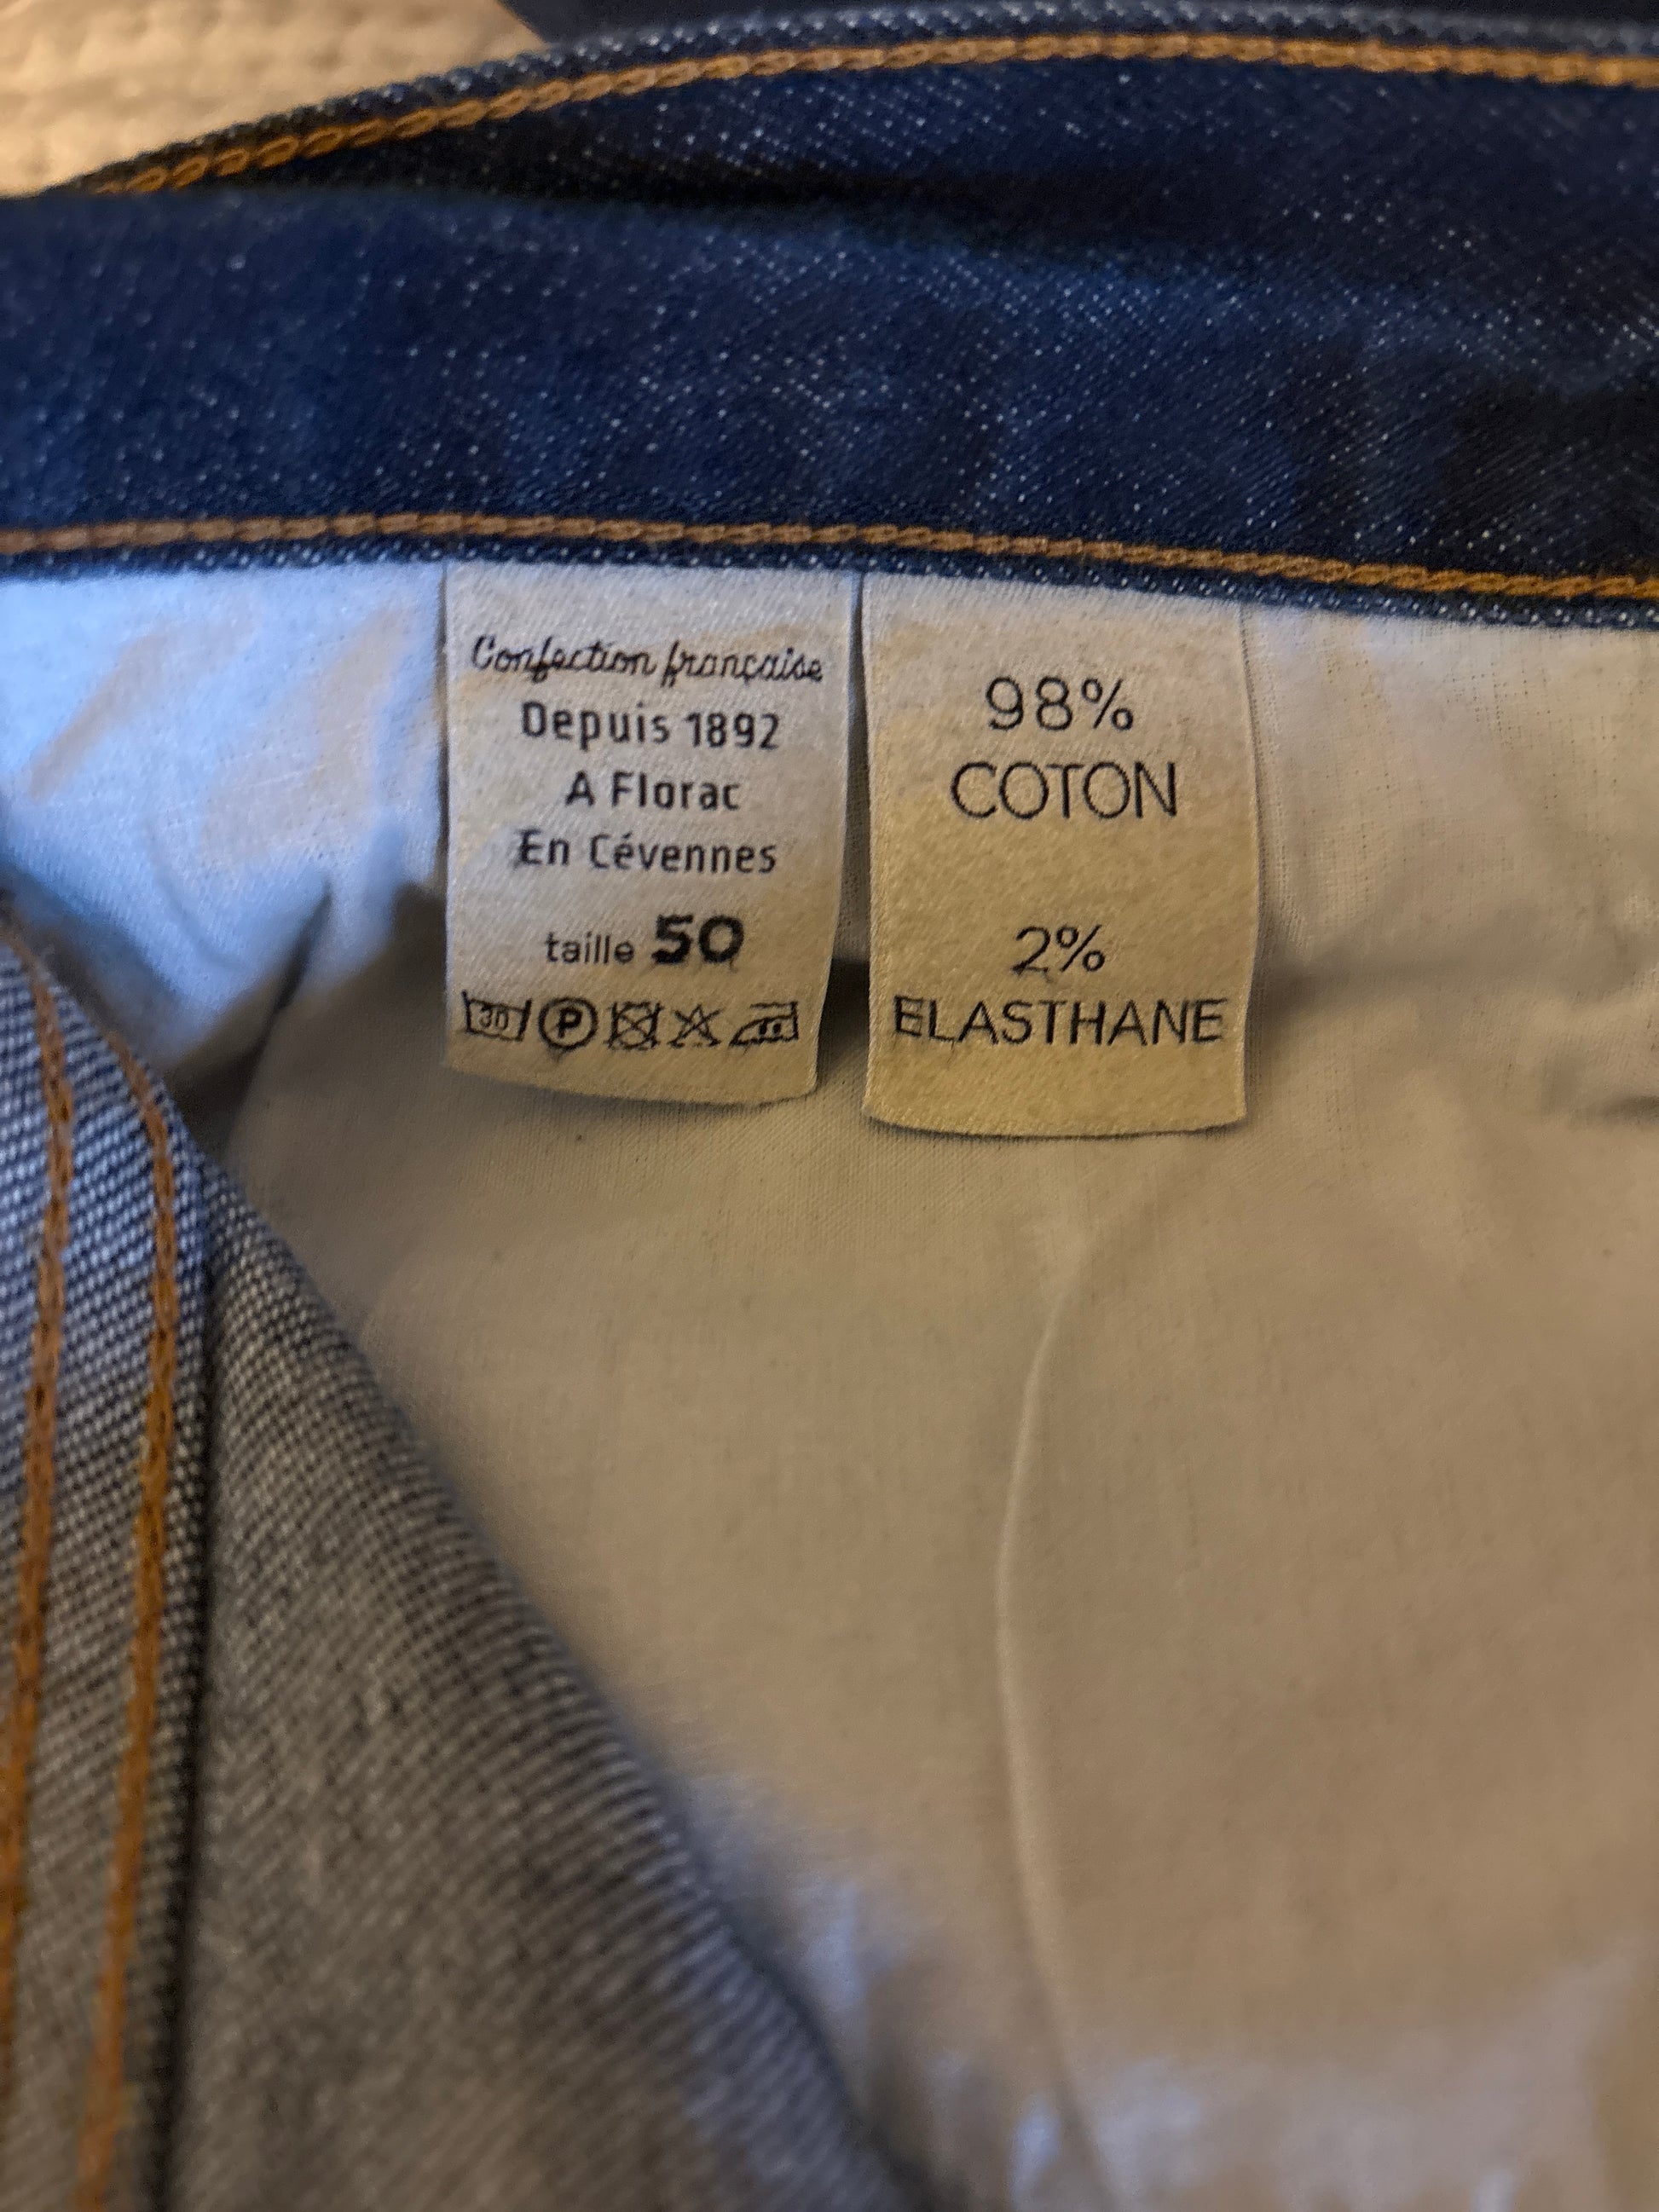 Confection française
Depuis 1892
A Florac
En Cévennes
taille 50
30 P
98%
COTON
2%
ELASTHANE